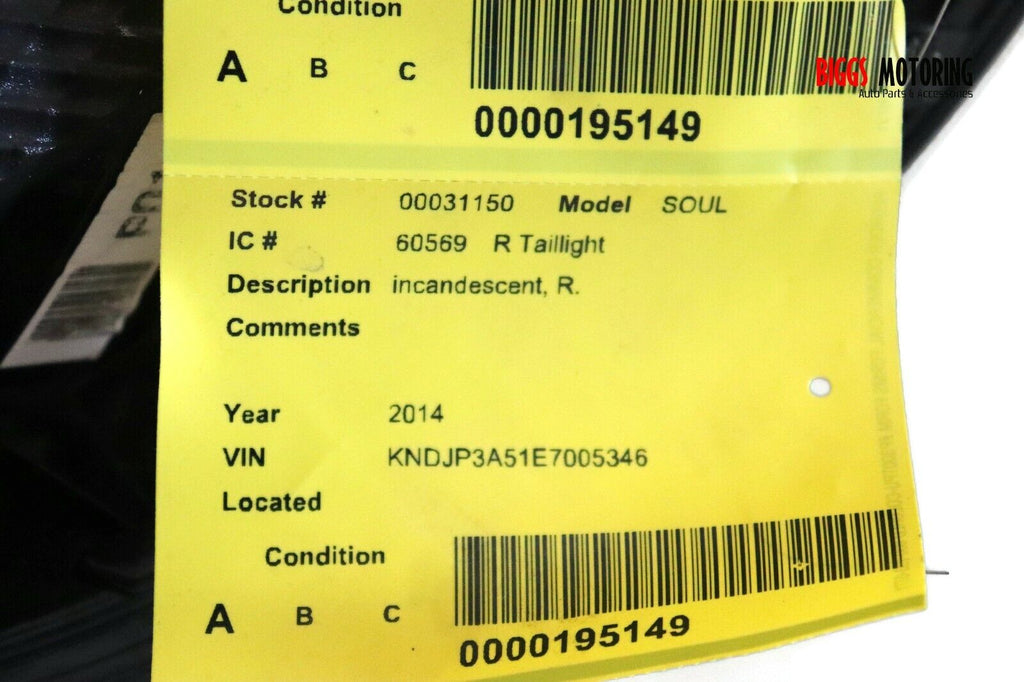 Condition
A B C
BIGGS MOTORING
Auto Parts & Accessories
0000195149
Stock # 00031150 Model SOUL
IC # 60569 R Taillight
Description incandescent, R.
Comments
Year 2014
VIN KNDJP3A51E7005346
Located
Condition
A B C
0000195149